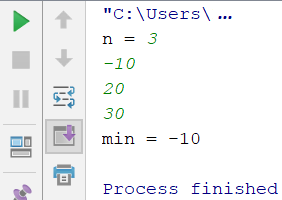 "C:\Users\ ...
n = 3
-10
20
30
min = -10
Process finished